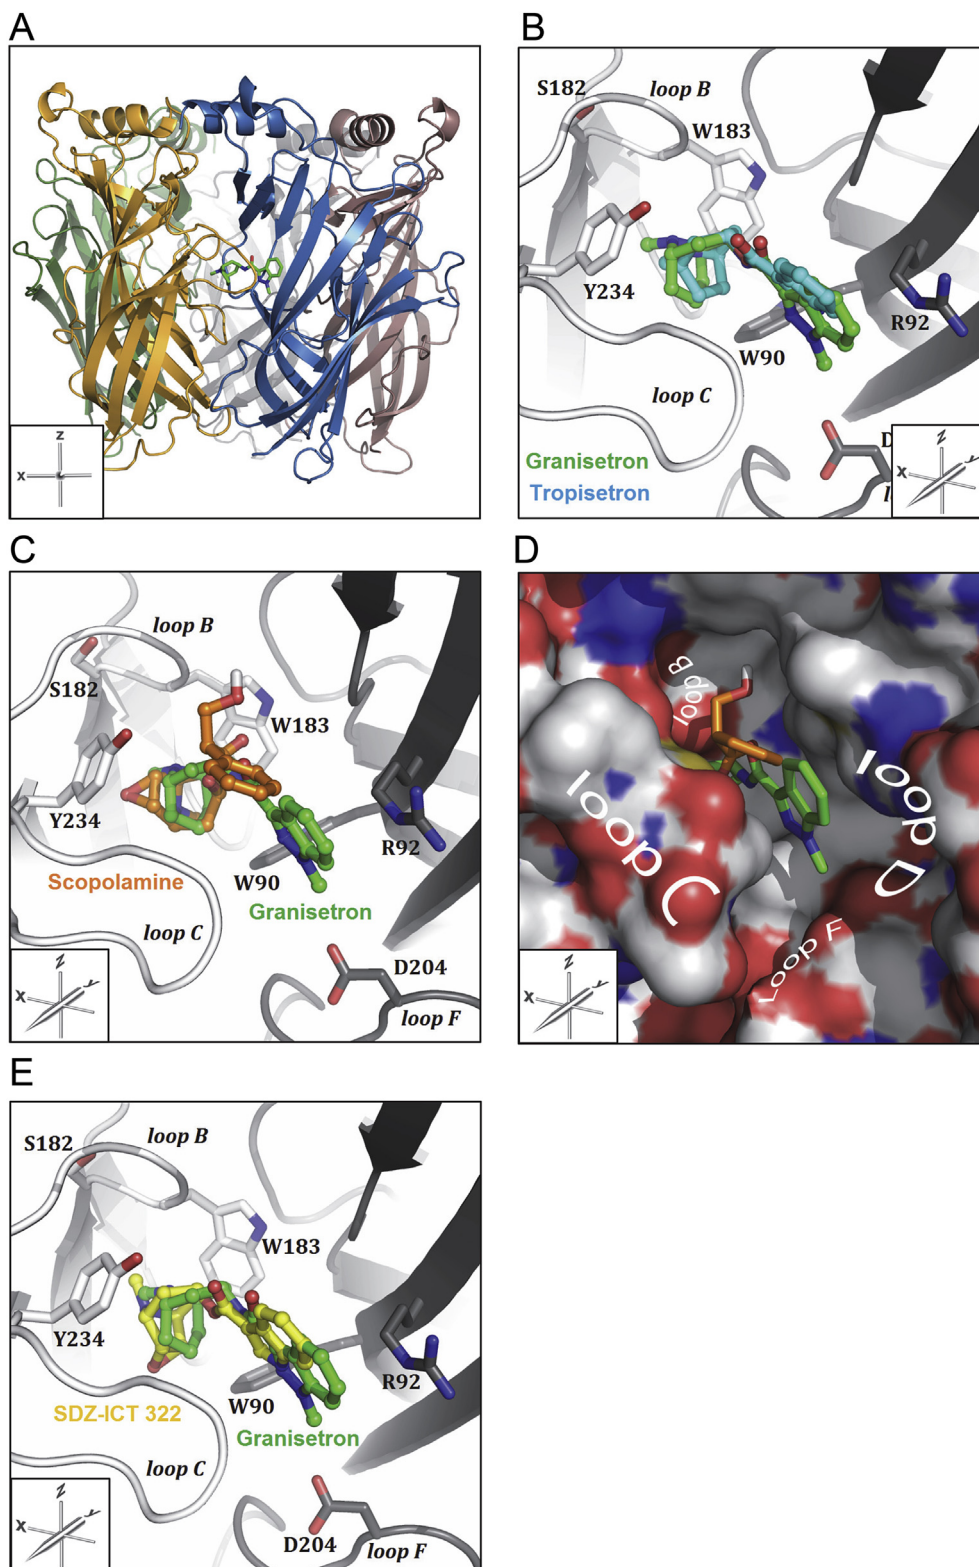 A
z
x
B
S182
loop B
W183
Y234
R92
W90
loop C
Granisetron
Tropisetron
D
l
Z
X
y
C
loop B
S182
W183
Y234
R92
Scopolamine
W90
Granisetron
loop C
D204
loop F
Z
X
y
D
loop B
loop C
loop D
Loop F
Z
X
y
E
S182
loop B
W183
Y234
R92
SDZ-ICT 322
W90
Granisetron
loop C
D204
loop F
Z
X
y